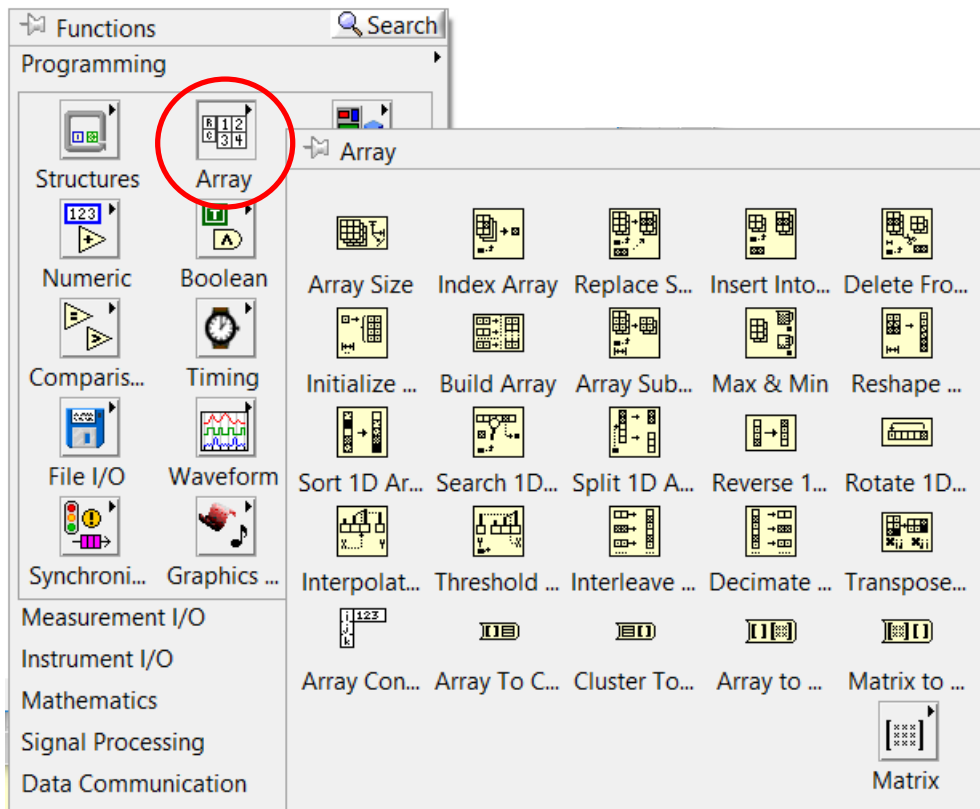 Functions
Search
Programming
Structures
Array
Numeric
Boolean
Comparis...
Timing
File I/O
Waveform
Synchroni...
Graphics ...
Measurement I/O
Instrument I/O
Mathematics
Signal Processing
Data Communication
Array
Array Size
Index Array
Replace S...
Insert Into...
Delete Fro...
Initialize ...
Build Array
Array Sub...
Max & Min
Reshape ...
Sort 1D Ar...
Search 1D...
Split 1D A...
Reverse 1...
Rotate 1D...
Interpolat...
Threshold ...
Interleave ...
Decimate ...
Transpose...
Array Con...
Array To C...
Cluster To...
Array to ...
Matrix to ...
Matrix